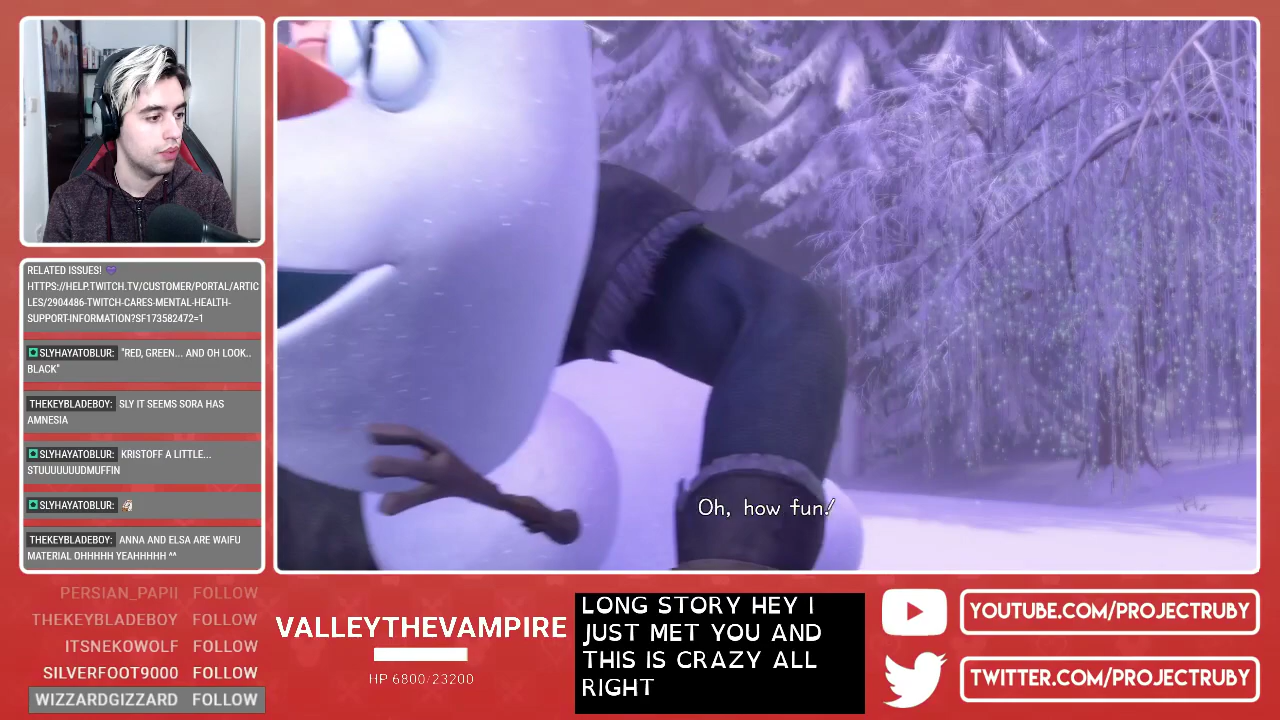 RELATED ISSUES! 💜
HTTPS://HELP.TWITCH.TV/CUSTOMER/PORTAL/ARTIC
LES/2904486-TWITCH-CARES-MENTAL-HEALTH-
SUPPORT-INFORMATION?SF173582472=1
SLYHAYATOBLUR: "RED, GREEN... AND OH LOOK..
BLACK"
THEKEYBLADEBOY: SLY IT SEEMS SORA HAS
AMNESIA
SLYHAYATOBLUR: KRISTOFF A LITTLE...
STUUUUUUDMUFFIN
SLYHAYATOBLUR:
THEKEYBLADEBOY: ANNA AND ELSA ARE WAIFU
MATERIAL OHHHHH YEAHHHHH ^^
Oh, how fun!
PERSIAN_PAPII FOLLOW
THEKEYBLADEBOY FOLLOW
ITSNEKOWOLF FOLLOW
SILVERFOOT9000 FOLLOW
WIZZARDGIZZARD FOLLOW
VALLEYTHEVAMPIRE
HP 6800/23200
LONG STORY HEY I
JUST MET YOU AND
THIS IS CRAZY ALL
RIGHT
YOUTUBE.COM/PROJECTRUBY
TWITTER.COM/PROJECTRUBY